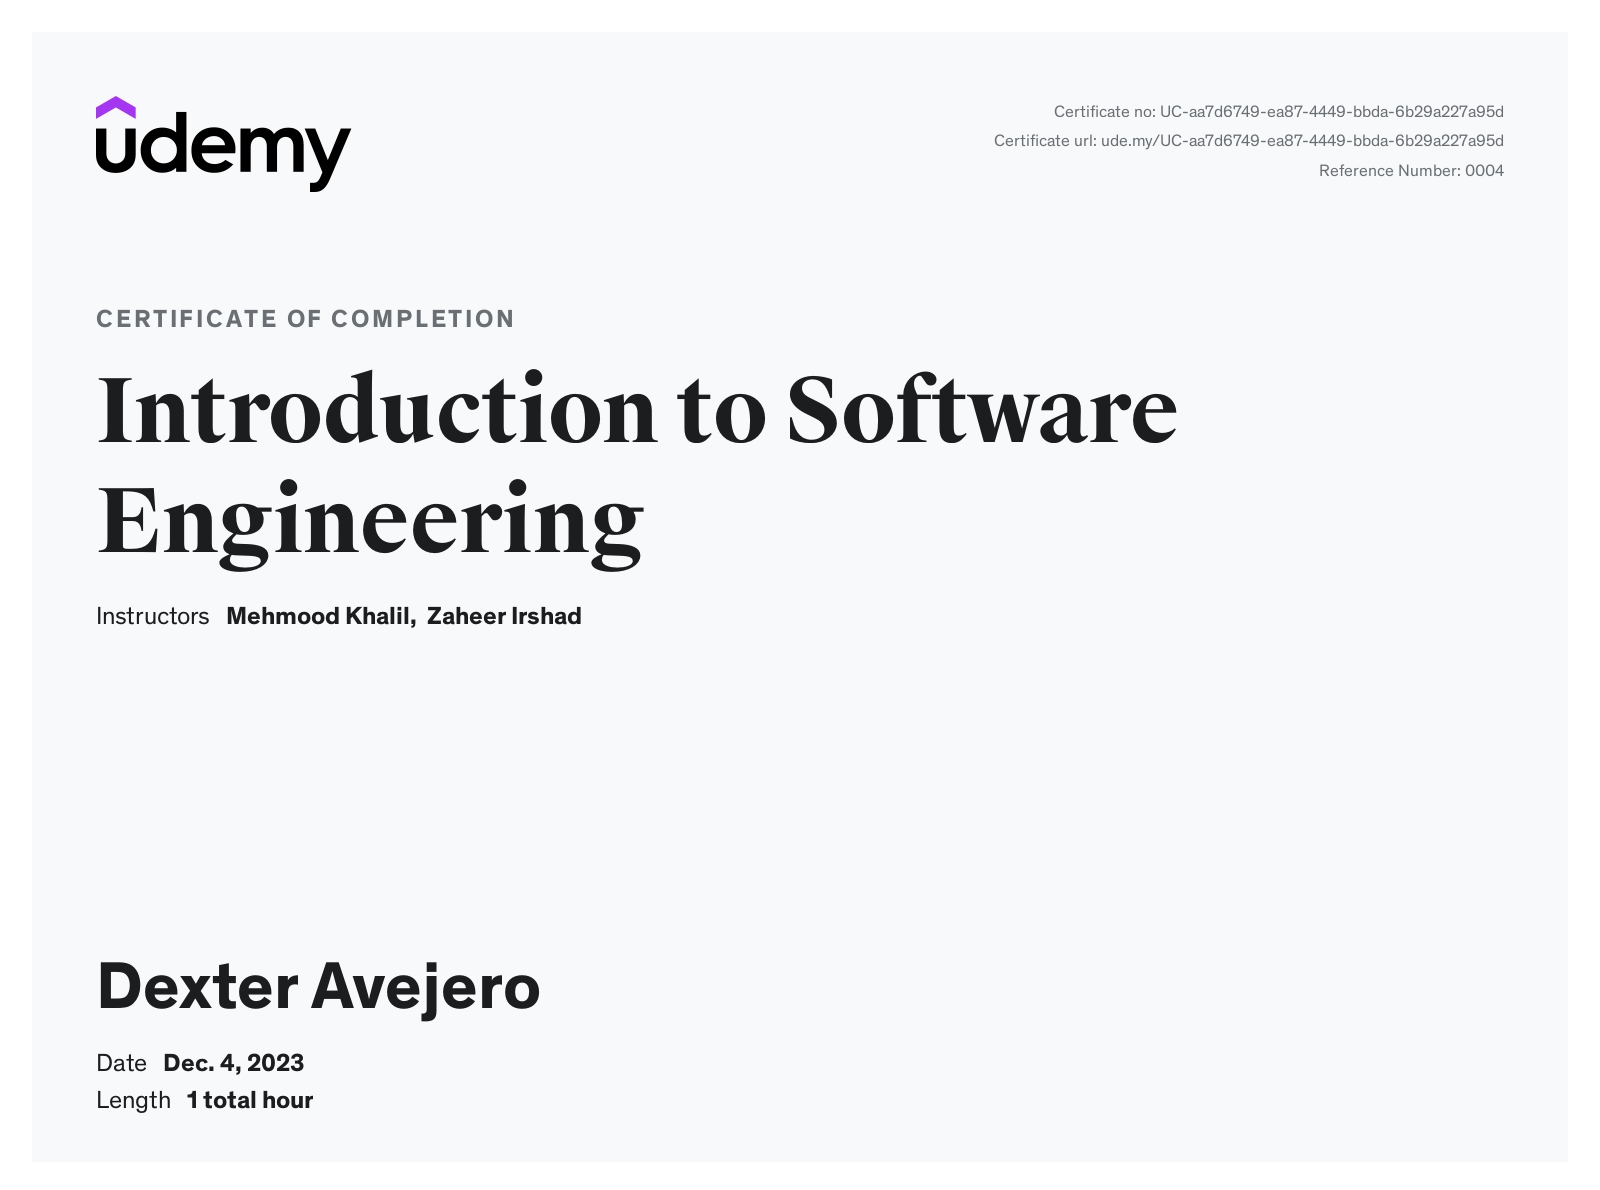 udemy
Certificate no: UC-aa7d6749-ea87-4449-bbda-6b29a227a95d
Certificate url: ude.my/UC-aa7d6749-ea87-4449-bbda-6b29a227a95d
Reference Number: 0004
CERTIFICATE OF COMPLETION
Introduction to Software
Engineering
Instructors Mehmood Khalil, Zaheer Irshad
Dexter Avejero
Date Dec. 4, 2023
Length 1 total hour